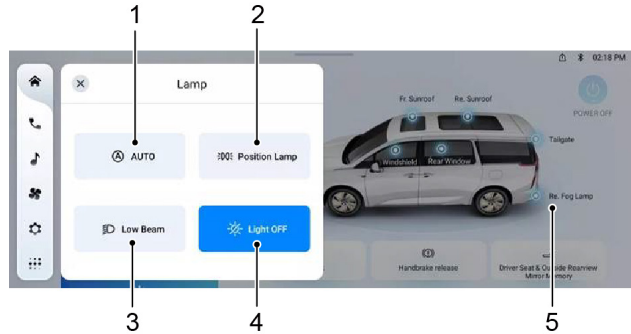 1
2
02:18 PM
Lamp
Fr. Sunroof
Re. Sunroof
POWER OFF
AUTO
Position Lamp
Windshield
Rear Window
Tailgate
Re. Fog Lamp
Low Beam
Light OFF
Handbrake release
Driver Seat & Outside Rearview
Mirror Memory
3
4
5